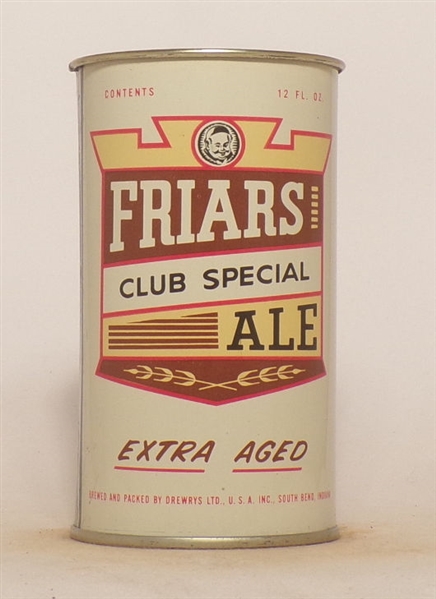 CONTENTS 12 FL. OZ.
FRIARS
CLUB SPECIAL
ALE
EXTRA AGED
BREWED AND PACKED BY DREWRYS LTD., U. S. A. INC., SOUTH BEND,